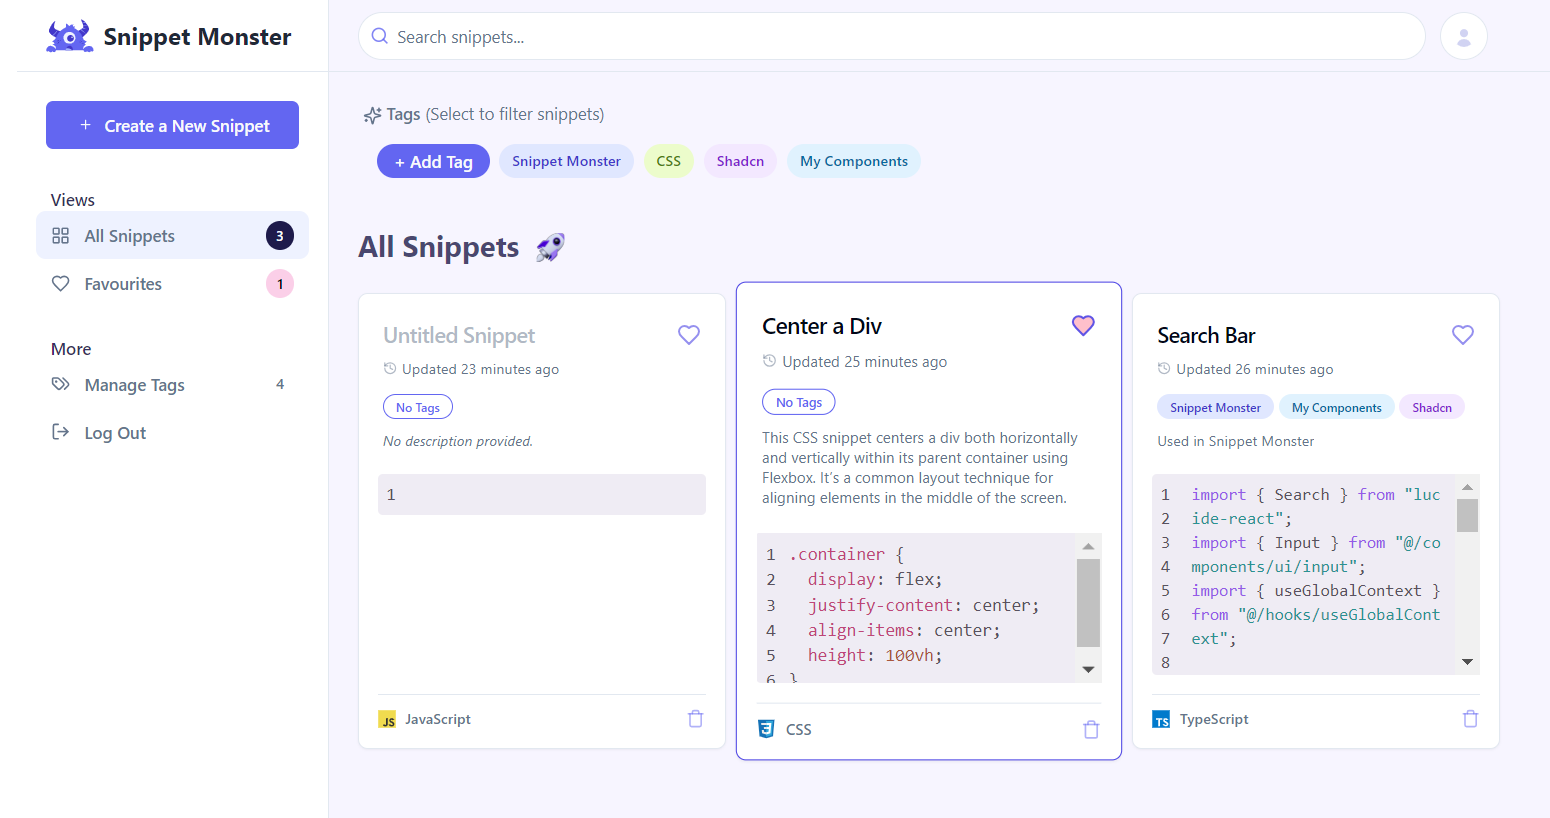 Snippet Monster
Search snippets...
+ Create a New Snippet
Views
All Snippets 3
Favourites 1
More
Manage Tags 4
Log Out
Tags (Select to filter snippets)
+ Add Tag Snippet Monster CSS Shadcn My Components
All Snippets
Untitled Snippet
Updated 23 minutes ago
No Tags
No description provided.
1
JS JavaScript
Center a Div
Updated 25 minutes ago
No Tags
This CSS snippet centers a div both horizontally
and vertically within its parent container using
Flexbox. It’s a common layout technique for
aligning elements in the middle of the screen.
1 .container {
2 display: flex;
3 justify-content: center;
4 align-items: center;
5 height: 100vh;
6 }
3 CSS
Search Bar
Updated 26 minutes ago
Snippet Monster My Components Shadcn
Used in Snippet Monster
1 import { Search } from "luc
2 ide-react";
3 import { Input } from "@/co
4 mponents/ui/input";
5 import { useGlobalContext }
6 from "@/hooks/useGlobalCont
7 ext";
8
TS TypeScript